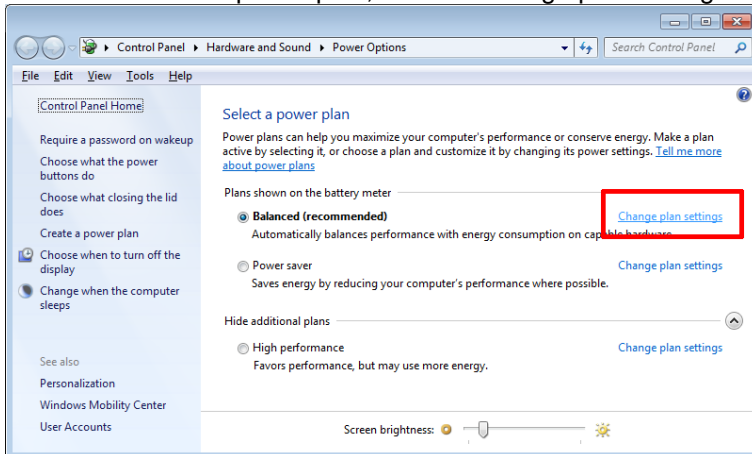 Control Panel ▸ Hardware and Sound ▸ Power Options
Search Control Panel
File Edit View Tools Help
Control Panel Home
Require a password on wakeup
Choose what the power
buttons do
Choose what closing the lid
does
Create a power plan
Choose when to turn off the
display
Change when the computer
sleeps
See also
Personalization
Windows Mobility Center
User Accounts
Select a power plan
Power plans can help you maximize your computer's performance or conserve energy. Make a plan
active by selecting it, or choose a plan and customize it by changing its power settings. Tell me more
about power plans
Plans shown on the battery meter
Balanced (recommended) Change plan settings
Automatically balances performance with energy consumption on capable hardware.
Power saver Change plan settings
Saves energy by reducing your computer's performance where possible.
Hide additional plans
High performance Change plan settings
Favors performance, but may use more energy.
Screen brightness: